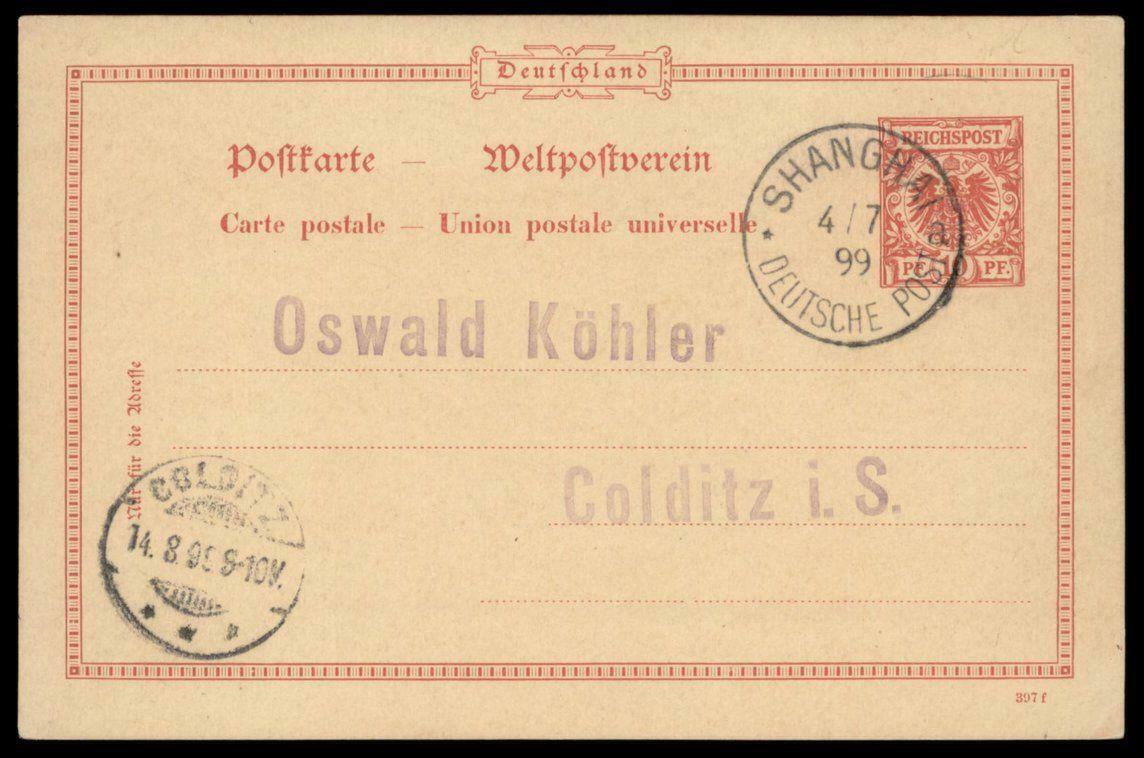 Deutschland
REICHSPOST
PF. 10 PF.
Postkarte — Weltpostverein
Carte postale — Union postale universelle
SHANGHAI
4/7
99
a
* DEUTSCHE POST
Oswald Köhler
Nur für die Adresse
Colditz i. S.
COLDITZ
14. 8. 99 9-10V.
397 f